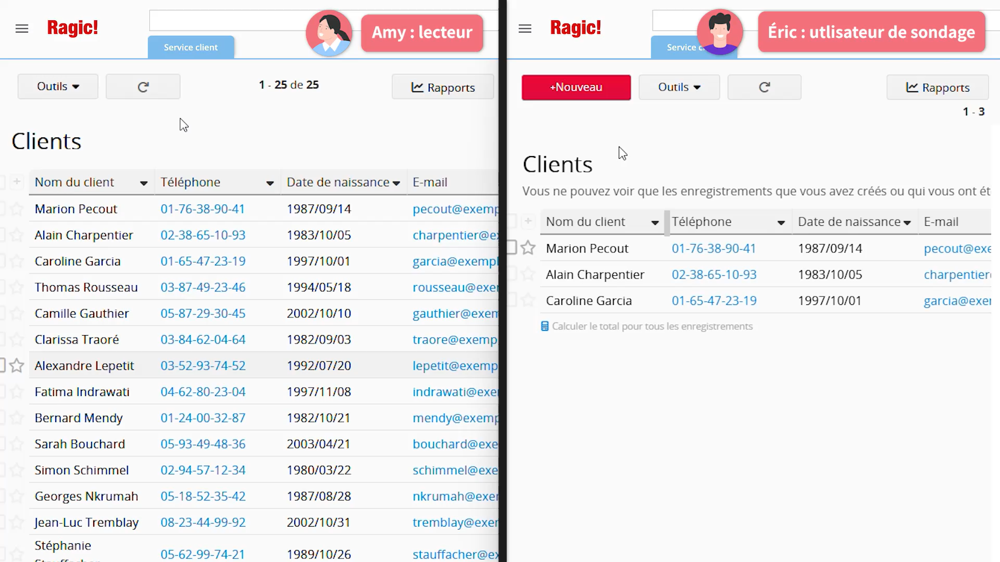 Ragic!
Amy : lecteur
Service client
Outils
1 - 25 de 25
Rapports
Clients
Nom du client Téléphone Date de naissance E-mail
Marion Pecout 01-76-38-90-41 1987/09/14 pecout@exemp
Alain Charpentier 02-38-65-10-93 1983/10/05 charpentier@ex
Caroline Garcia 01-65-47-23-19 1997/10/01 garcia@exempl
Thomas Rousseau 03-87-49-23-46 1994/05/18 rousseau@exer
Camille Gauthier 05-87-29-30-45 2002/10/10 gauthier@exem
Clarissa Traoré 03-84-62-04-64 1982/09/03 traore@exemp
Alexandre Lepetit 03-52-93-74-52 1992/07/20 lepetit@exemp
Fatima Indrawati 04-62-80-23-04 1997/11/08 indrawati@exe
Bernard Mendy 01-24-00-32-87 1982/10/21 mendy@exemp
Sarah Bouchard 05-93-49-48-36 2003/04/21 bouchard@exe
Simon Schimmel 02-94-57-12-34 1980/03/22 schimmel@exe
Georges Nkrumah 05-18-52-35-42 1987/08/28 nkrumah@exer
Jean-Luc Tremblay 08-23-44-99-92 2002/10/31 tremblay@exer
Stéphanie
05-62-99-74-21 1989/10/26 stauffacher@ex
Ragic!
Éric : utlisateur de sondage
Service c
+Nouveau
Outils
Rapports
1 - 3
Clients
Vous ne pouvez voir que les enregistrements que vous avez créés ou qui vous ont ét
Nom du client Téléphone Date de naissance E-mail
Marion Pecout 01-76-38-90-41 1987/09/14 pecout@exe
Alain Charpentier 02-38-65-10-93 1983/10/05 charpentier
Caroline Garcia 01-65-47-23-19 1997/10/01 garcia@exer
Calculer le total pour tous les enregistrements